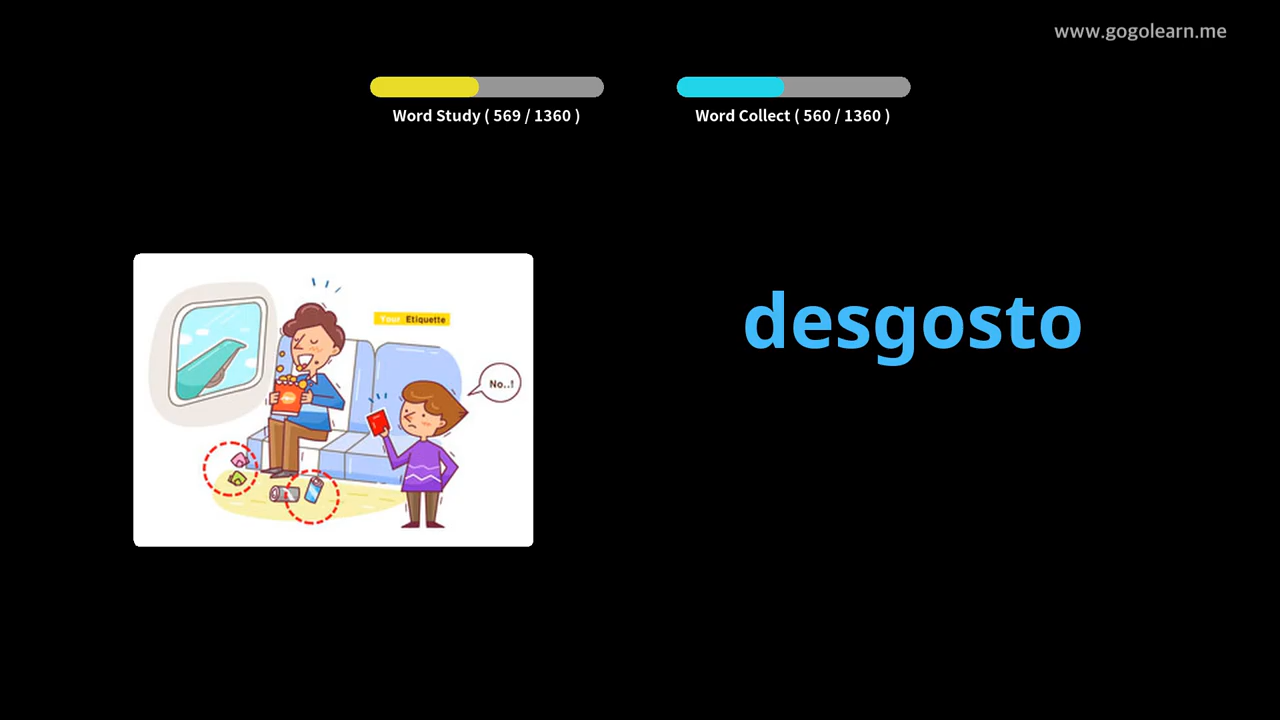 www.gogolearn.me
Word Study ( 569 / 1360 )
Word Collect ( 560 / 1360 )
Your Etiquette
No..!
desgosto